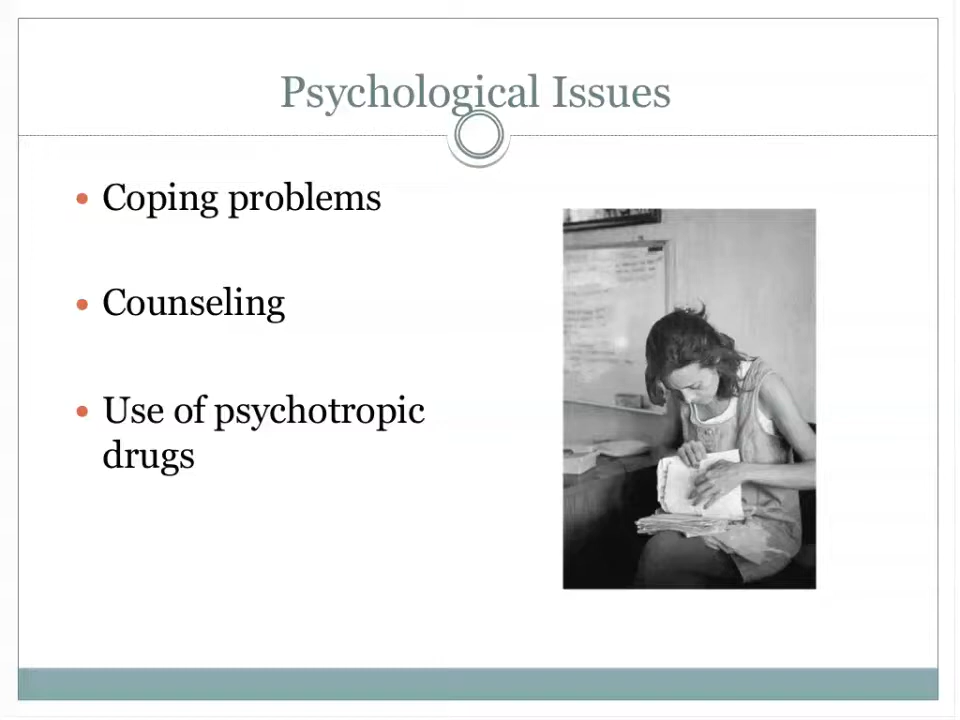 Psychological Issues
• Coping problems
• Counseling
• Use of psychotropic
drugs